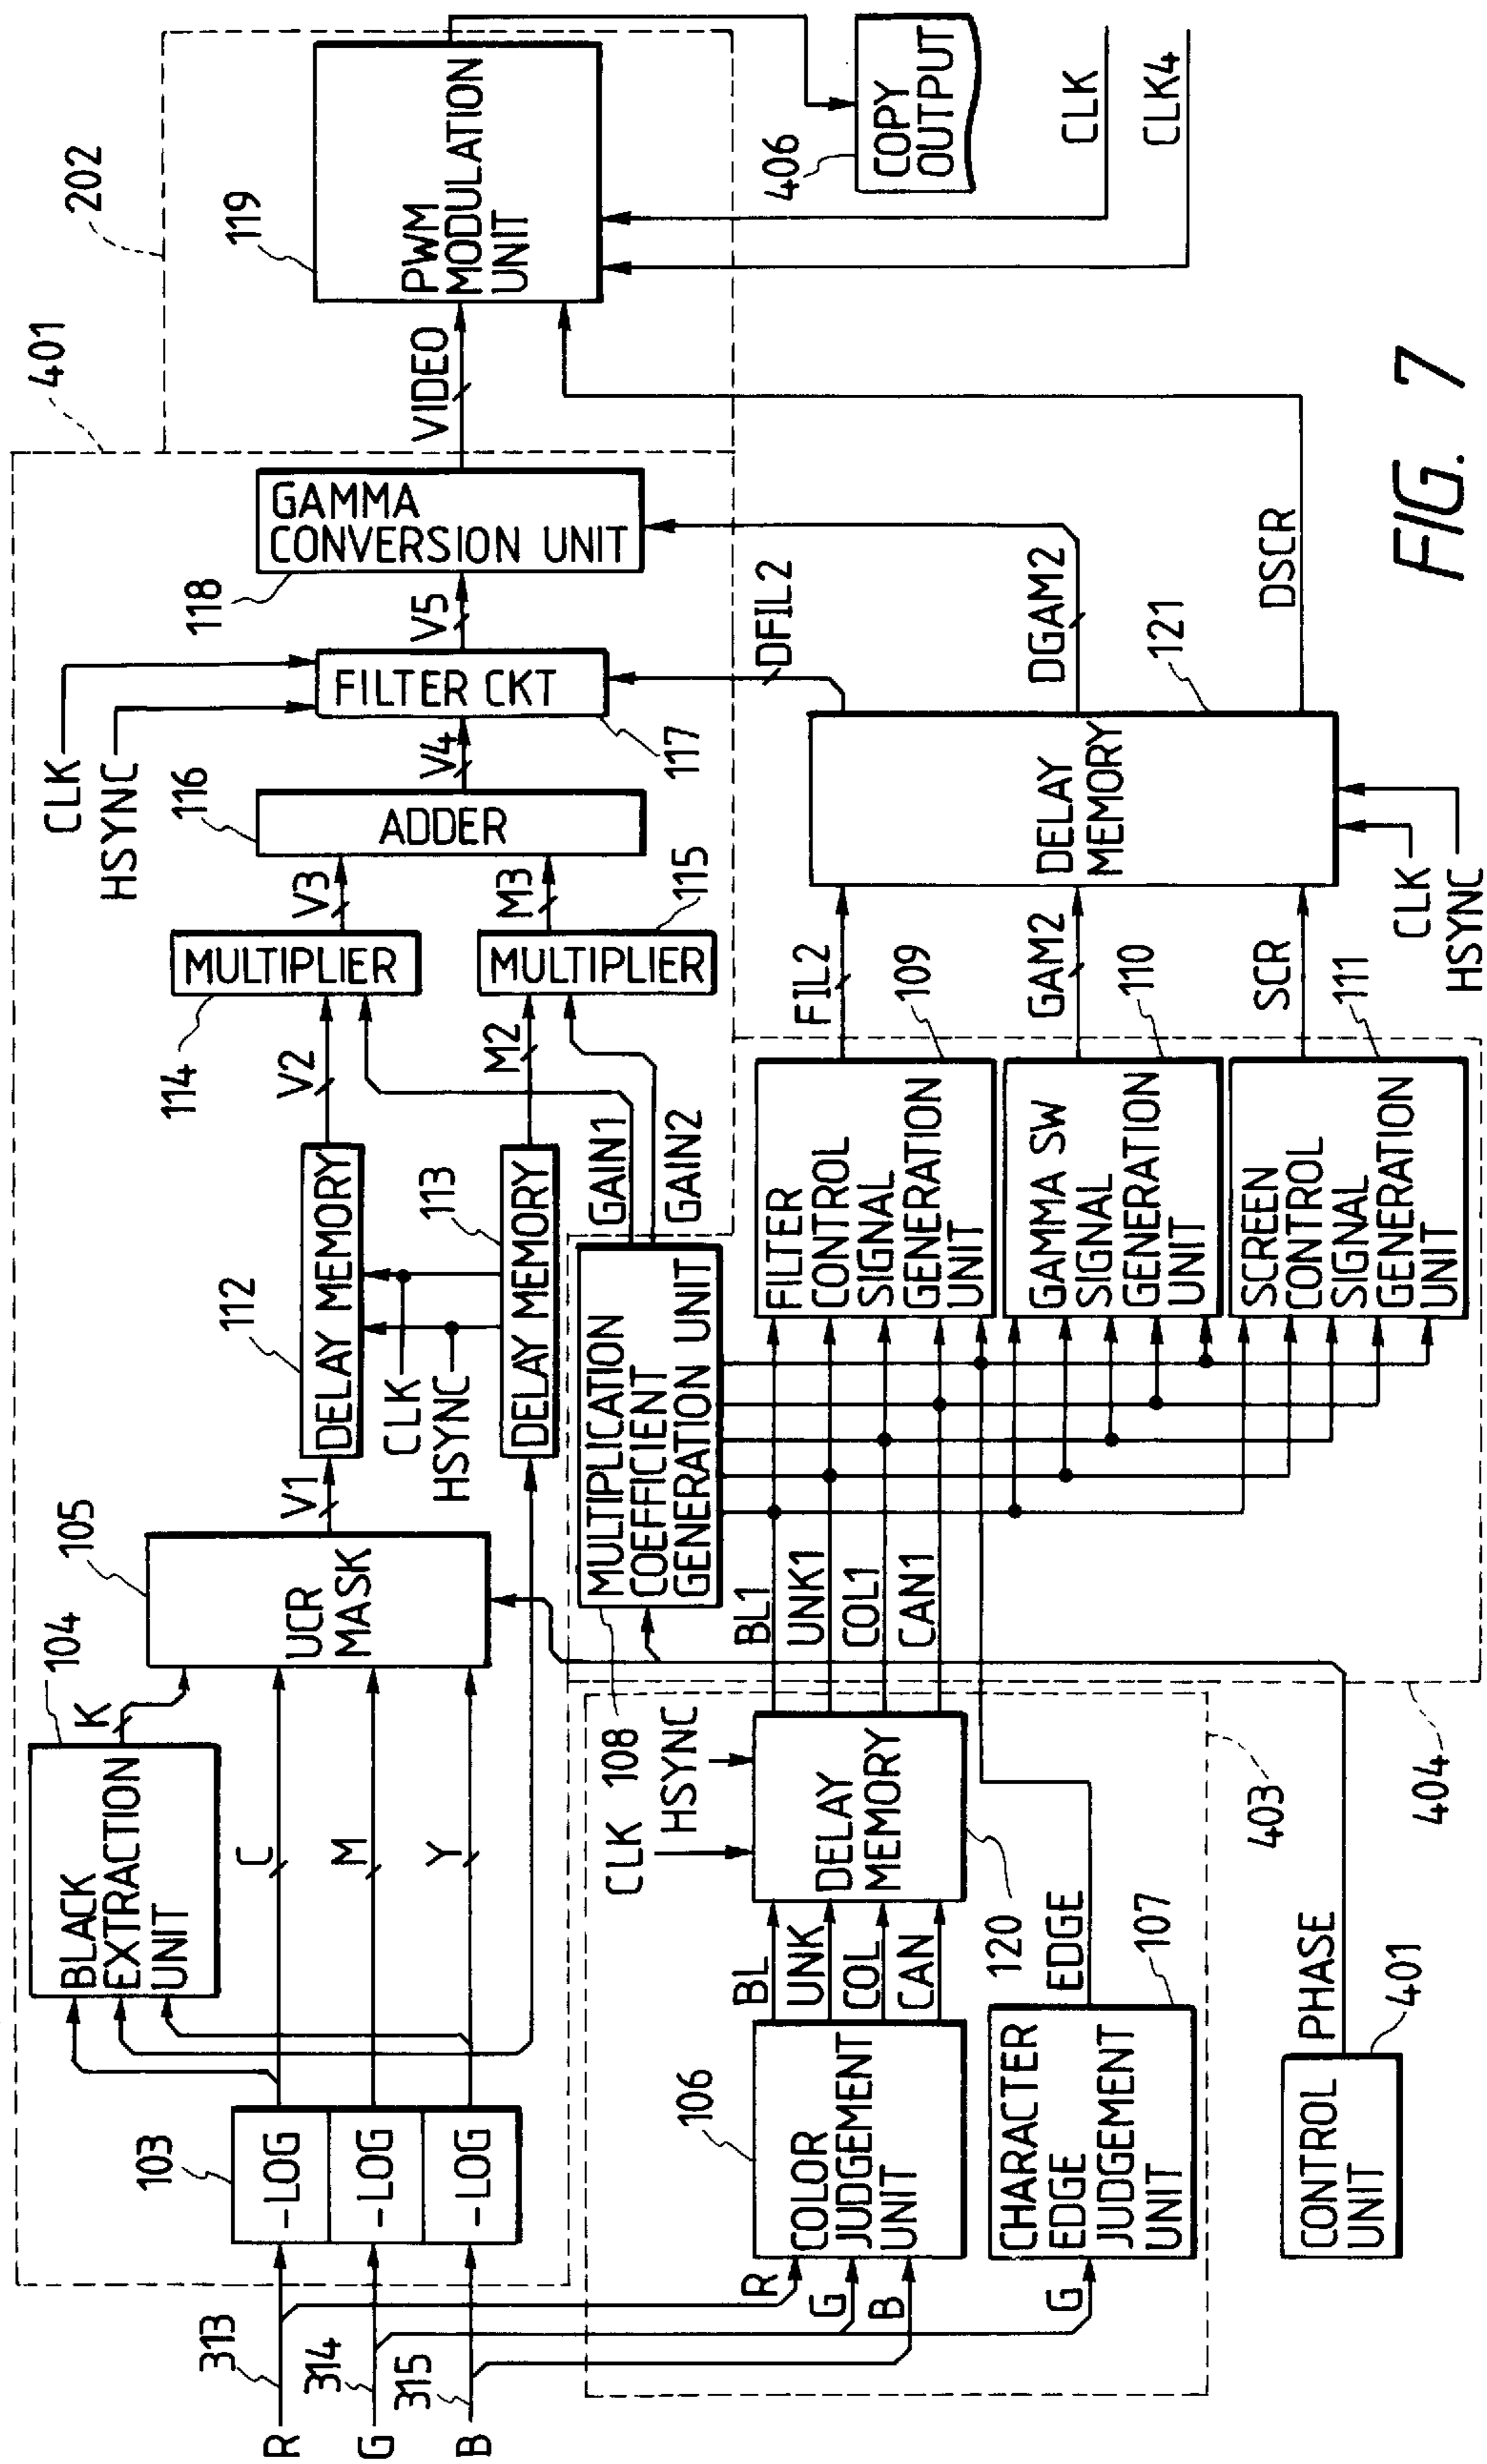 202
401
119
PWM
MODULATION
UNIT
VIDEO
406
COPY
OUTPUT
CLK
CLK4
CLK
HSYNC
118
GAMMA
CONVERSION UNIT
V5
FILTER CKT
117
V4
116
ADDER
V3
M3
114
MULTIPLIER
MULTIPLIER
115
V2
M2
GAIN1
GAIN2
112
DELAY MEMORY
CLK
HSYNC
113
DELAY MEMORY
V1
105
UCR
MASK
104
K
BLACK
EXTRACTION
UNIT
C
M
Y
103
-LOG
-LOG
-LOG
313
R
314
G
315
B
R
G
B
G
106
COLOR
JUDGEMENT
UNIT
BL
UNK
COL
CAN
CHARACTER
EDGE
JUDGEMENT
UNIT
107
EDGE
CLK
HSYNC
DELAY
MEMORY
120
403
BL1
UNK1
COL1
CAN1
108
MULTIPLICATION
COEFFICIENT
GENERATION UNIT
FILTER
CONTROL
SIGNAL
GENERATION
UNIT
109
GAMMA SW
SIGNAL
GENERATION
UNIT
110
SCREEN
CONTROL
SIGNAL
GENERATION
UNIT
111
404
FIL2
GAM2
SCR
DELAY
MEMORY
121
CLK
HSYNC
DFIL2
DGAM2
DSCR
CONTROL
UNIT
401
PHASE
FIG. 7